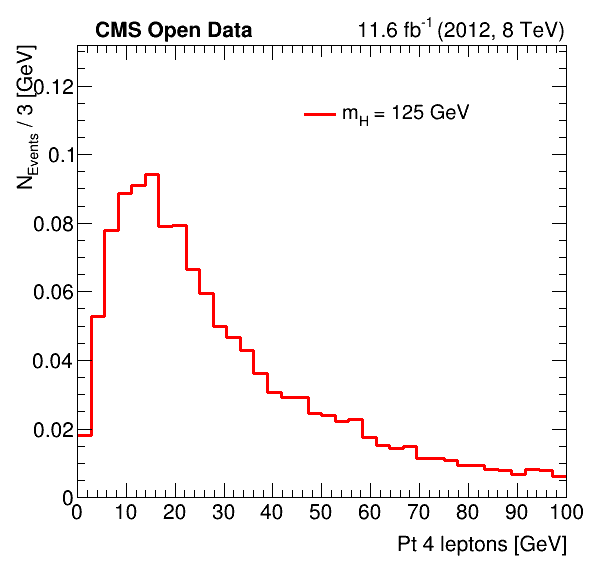 CMS Open Data 11.6 fb⁻¹ (2012, 8 TeV)
N_Events / 3 [GeV]
m_H = 125 GeV
0.12
0.1
0.08
0.06
0.04
0.02
0
0 10 20 30 40 50 60 70 80 90 100
Pt 4 leptons [GeV]